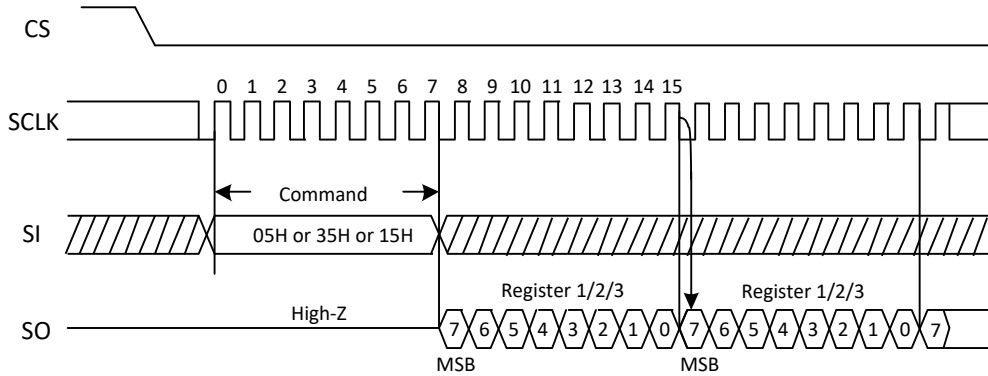 CS
0 1 2 3 4 5 6 7 8 9 10 11 12 13 14 15
SCLK
Command
SI
05H or 35H or 15H
High-Z
Register 1/2/3 Register 1/2/3
SO
7 6 5 4 3 2 1 0 7 6 5 4 3 2 1 0 7
MSB MSB